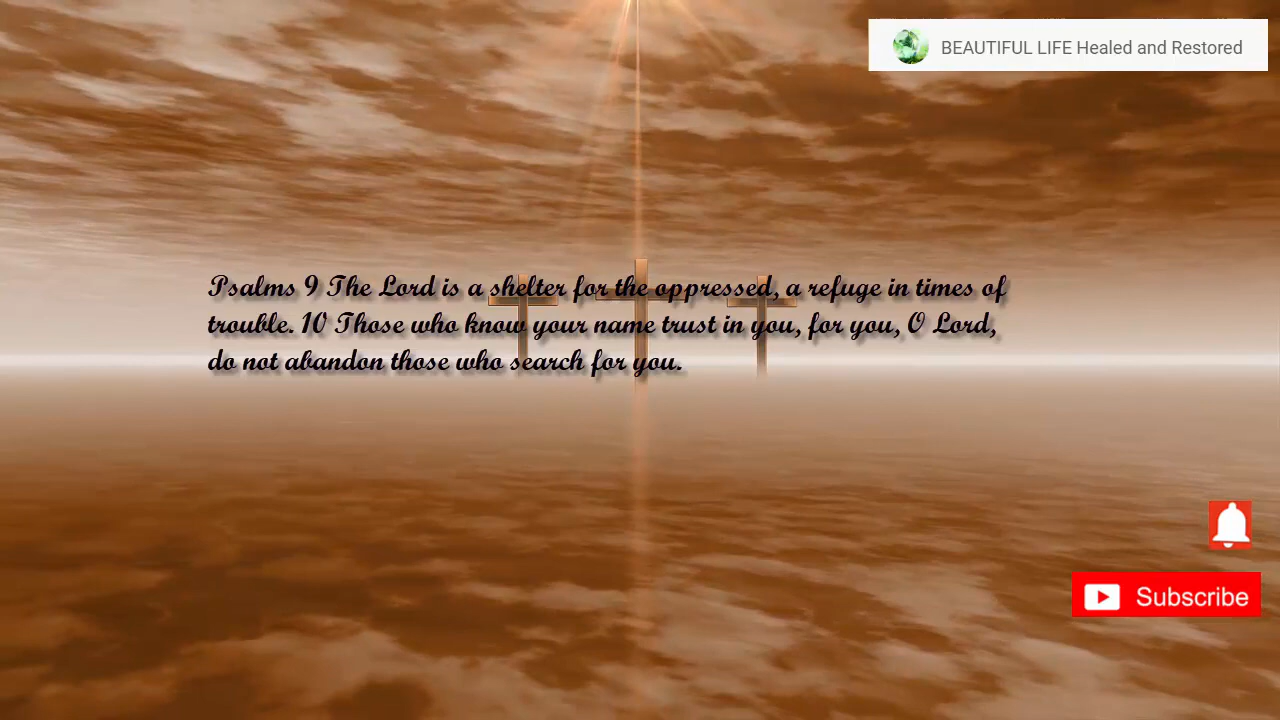 BEAUTIFUL LIFE Healed and Restored
Psalms 9 The Lord is a shelter for the oppressed, a refuge in times of
trouble. 10 Those who know your name trust in you, for you, O Lord,
do not abandon those who search for you.
Subscribe